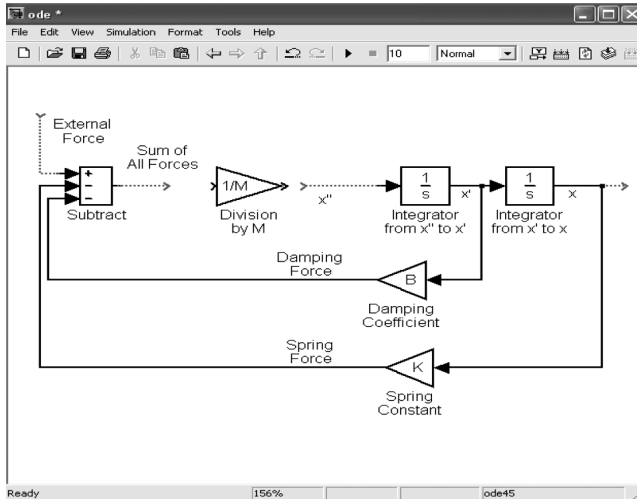 ode *
File Edit View Simulation Format Tools Help
10 Normal
External
Force
Sum of
All Forces
+
−
−
Subtract
1/M
Division
by M
x''
1
s
x'
Integrator
from x'' to x'
1
s
x
Integrator
from x' to x
Damping
Force
B
Damping
Coefficient
Spring
Force
K
Spring
Constant
Ready 156% ode45